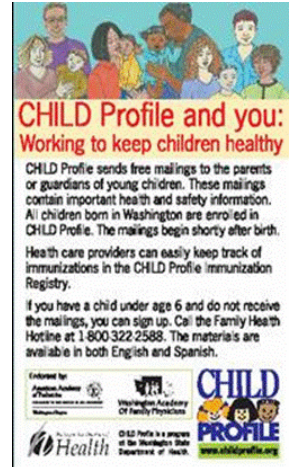 CHILD Profile and you:
Working to keep children healthy
CHILD Profile sends free mailings to the parents
or guardians of young children. These mailings
contain important health and safety information.
All children born in Washington are enrolled in
CHILD Profile. The mailings begin shortly after birth.
Health care providers can easily keep track of
immunizations in the CHILD Profile Immunization
Registry.
If you have a child under age 6 and do not receive
the mailings, you can sign up. Call the Family Health
Hotline at 1-800-322-2588. The materials are
available in both English and Spanish.
Endorsed by:
American Academy
of Pediatrics
Washington Academy
Of Family Physicians
Health
CHILD Profile is a program
of the Washington State
Department of Health.
CHILD
PROFILE
www.childprofile.org